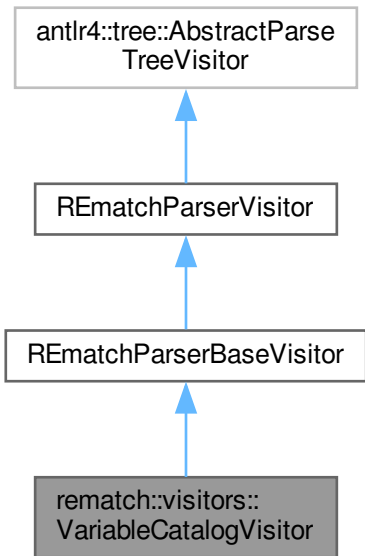 antlr4::tree::AbstractParse
TreeVisitor
REmatchParserVisitor
REmatchParserBaseVisitor
rematch::visitors::
VariableCatalogVisitor